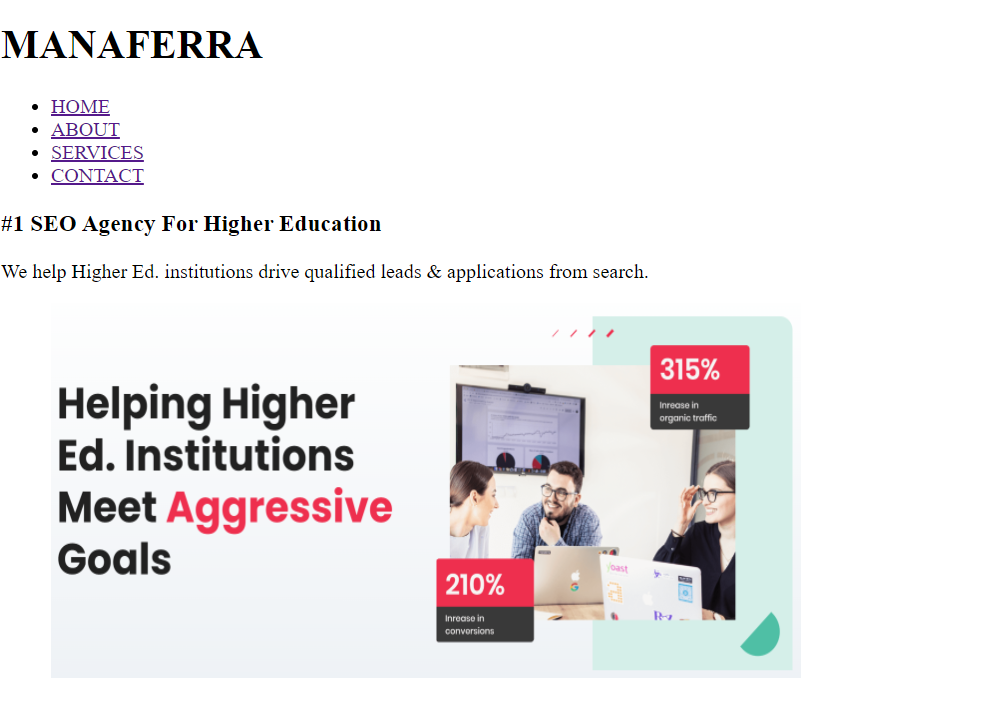 MANAFERRA
HOME
ABOUT
SERVICES
CONTACT
#1 SEO Agency For Higher Education
We help Higher Ed. institutions drive qualified leads & applications from search.
Helping Higher
Ed. Institutions
Meet Aggressive
Goals
315%
Inrease in
organic traffic
210%
Inrease in
conversions
yoast